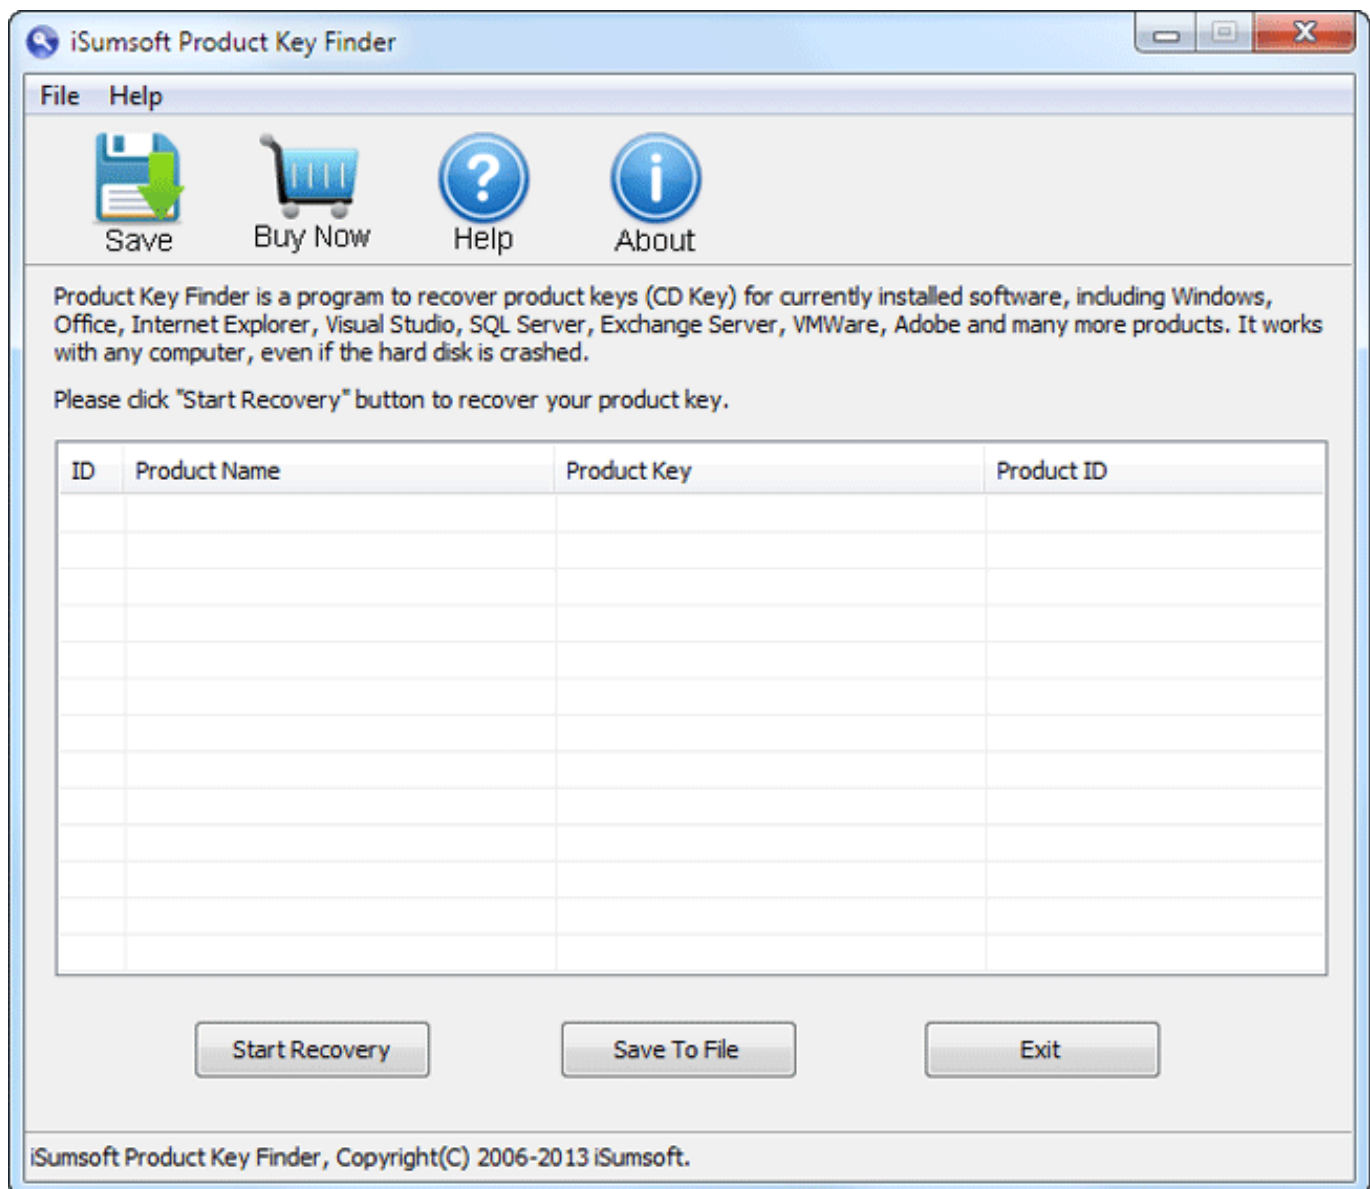 iSumsoft Product Key Finder
File Help
Save Buy Now Help About
Product Key Finder is a program to recover product keys (CD Key) for currently installed software, including Windows,
Office, Internet Explorer, Visual Studio, SQL Server, Exchange Server, VMWare, Adobe and many more products. It works
with any computer, even if the hard disk is crashed.
Please click "Start Recovery" button to recover your product key.
ID Product Name Product Key Product ID
Start Recovery Save To File Exit
iSumsoft Product Key Finder, Copyright(C) 2006-2013 iSumsoft.